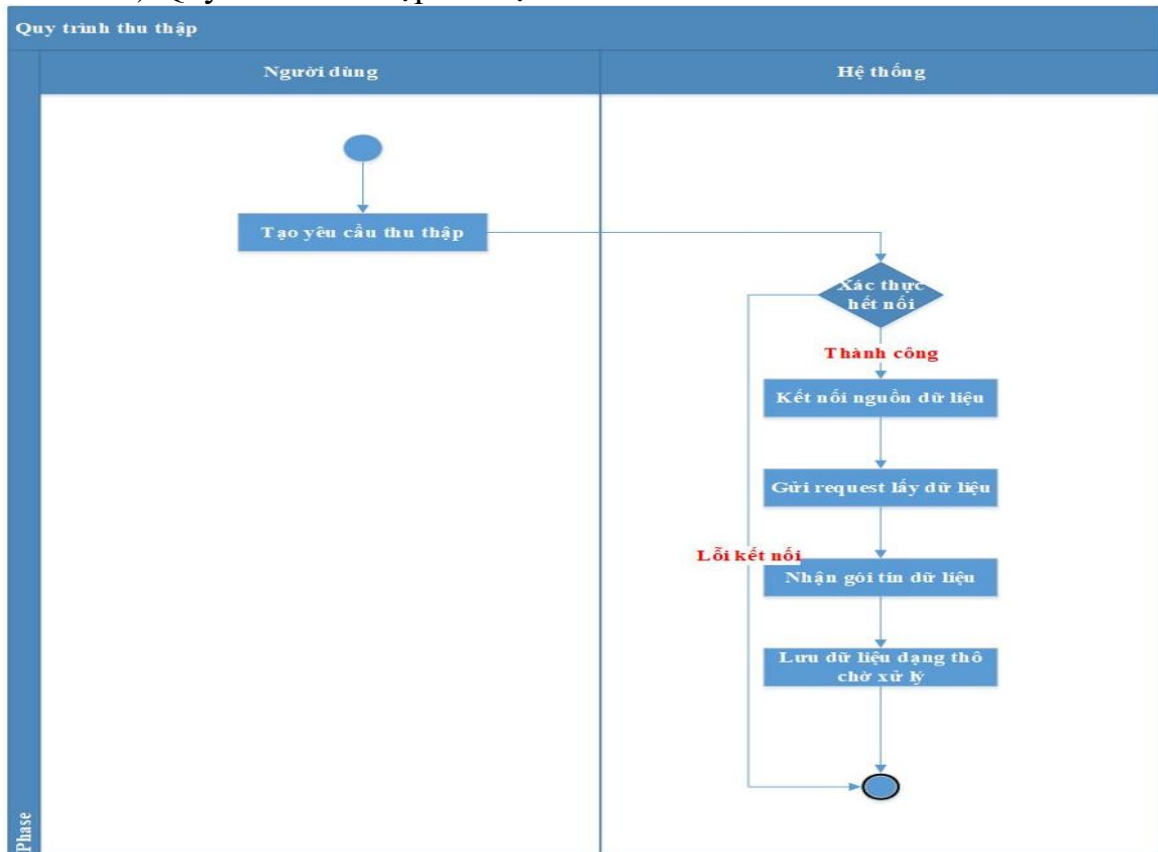 Quy trình thu thập
Người dùng
Hệ thống
Tạo yêu cầu thu thập
Xác thực
hết nối
Thành công
Kết nối nguồn dữ liệu
Gửi request lấy dữ liệu
Lỗi kết nối
Nhận gói tin dữ liệu
Lưu dữ liệu dạng thô
chờ xử lý
Phase